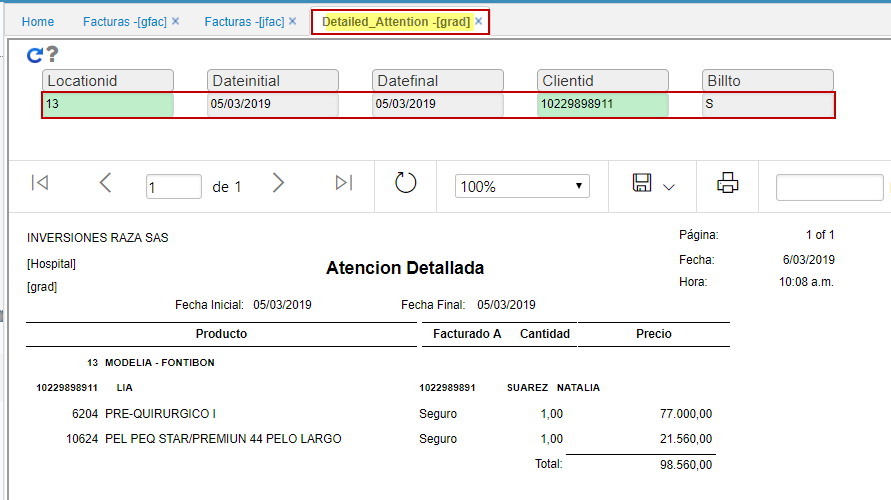 Home Facturas -[gfac] × Facturas -[jfac] × Detailed_Attention -[grad] ×
Locationid Dateinitial Datefinal Clientid Billto
13 05/03/2019 05/03/2019 10229898911 S
1 de 1 100%
INVERSIONES RAZA SAS Página: 1 of 1
[Hospital] Atencion Detallada Fecha: 6/03/2019
[grad] Hora: 10:08 a.m.
Fecha Inicial: 05/03/2019 Fecha Final: 05/03/2019
Producto Facturado A Cantidad Precio
13 MODELIA - FONTIBON
10229898911 LIA 1022989891 SUAREZ NATALIA
6204 PRE-QUIRURGICO I Seguro 1,00 77.000,00
10624 PEL PEQ STAR/PREMIUN 44 PELO LARGO Seguro 1,00 21.560,00
Total: 98.560,00